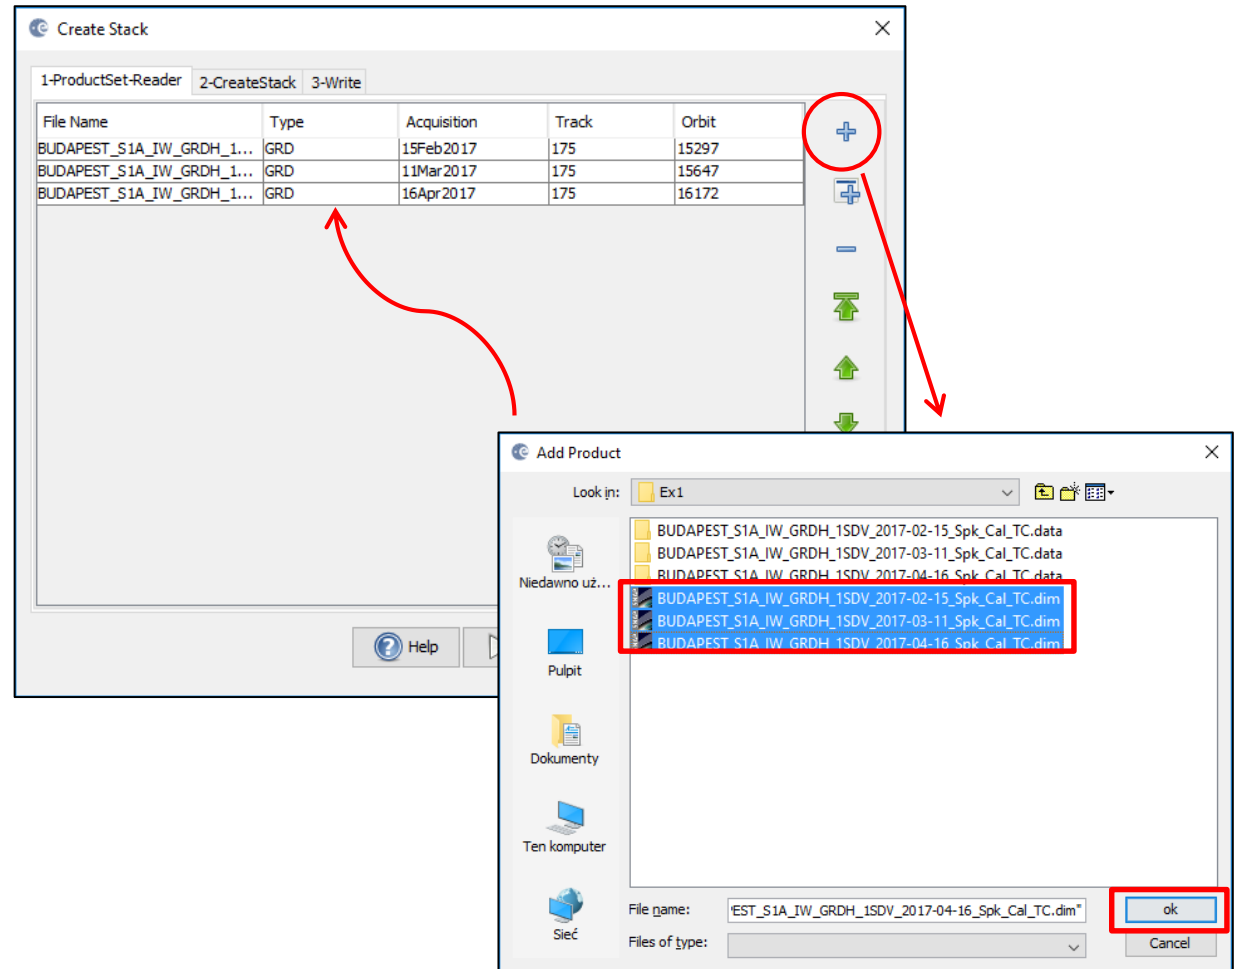 Create Stack
1-ProductSet-Reader 2-CreateStack 3-Write
File Name Type Acquisition Track Orbit
BUDAPEST_S1A_IW_GRDH_1... GRD 15Feb2017 175 15297
BUDAPEST_S1A_IW_GRDH_1... GRD 11Mar2017 175 15647
BUDAPEST_S1A_IW_GRDH_1... GRD 16Apr2017 175 16172
Help
Add Product
Look in: Ex1
BUDAPEST_S1A_IW_GRDH_1SDV_2017-02-15_Spk_Cal_TC.data
BUDAPEST_S1A_IW_GRDH_1SDV_2017-03-11_Spk_Cal_TC.data
BUDAPEST_S1A_IW_GRDH_1SDV_2017-04-16_Spk_Cal_TC.data
BUDAPEST_S1A_IW_GRDH_1SDV_2017-02-15_Spk_Cal_TC.dim
BUDAPEST_S1A_IW_GRDH_1SDV_2017-03-11_Spk_Cal_TC.dim
BUDAPEST_S1A_IW_GRDH_1SDV_2017-04-16_Spk_Cal_TC.dim
Niedawno uż...
Pulpit
Dokumenty
Ten komputer
Sieć
File name: EST_S1A_IW_GRDH_1SDV_2017-04-16_Spk_Cal_TC.dim" ok
Files of type: Cancel